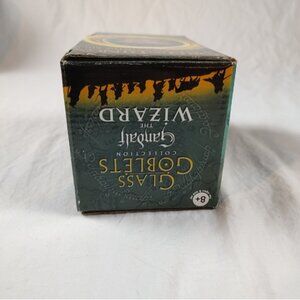 GLASS
GOBLETS
COLLECTION
Gandalf
THE
WIZARD
8+